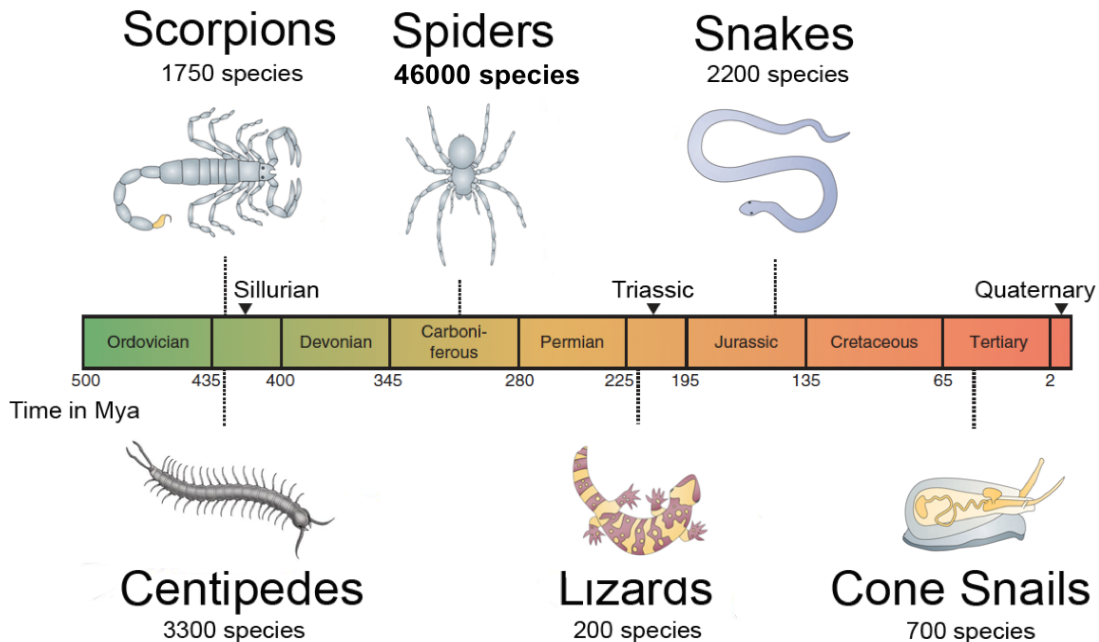 Scorpions
1750 species
Spiders
46000 species
Snakes
2200 species
Sillurian
Triassic
Quaternary
Ordovician
Devonian
Carboni-
ferous
Permian
Jurassic
Cretaceous
Tertiary
500
435
400
345
280
225
195
135
65
2
Time in Mya
Centipedes
3300 species
Lizards
200 species
Cone Snails
700 species